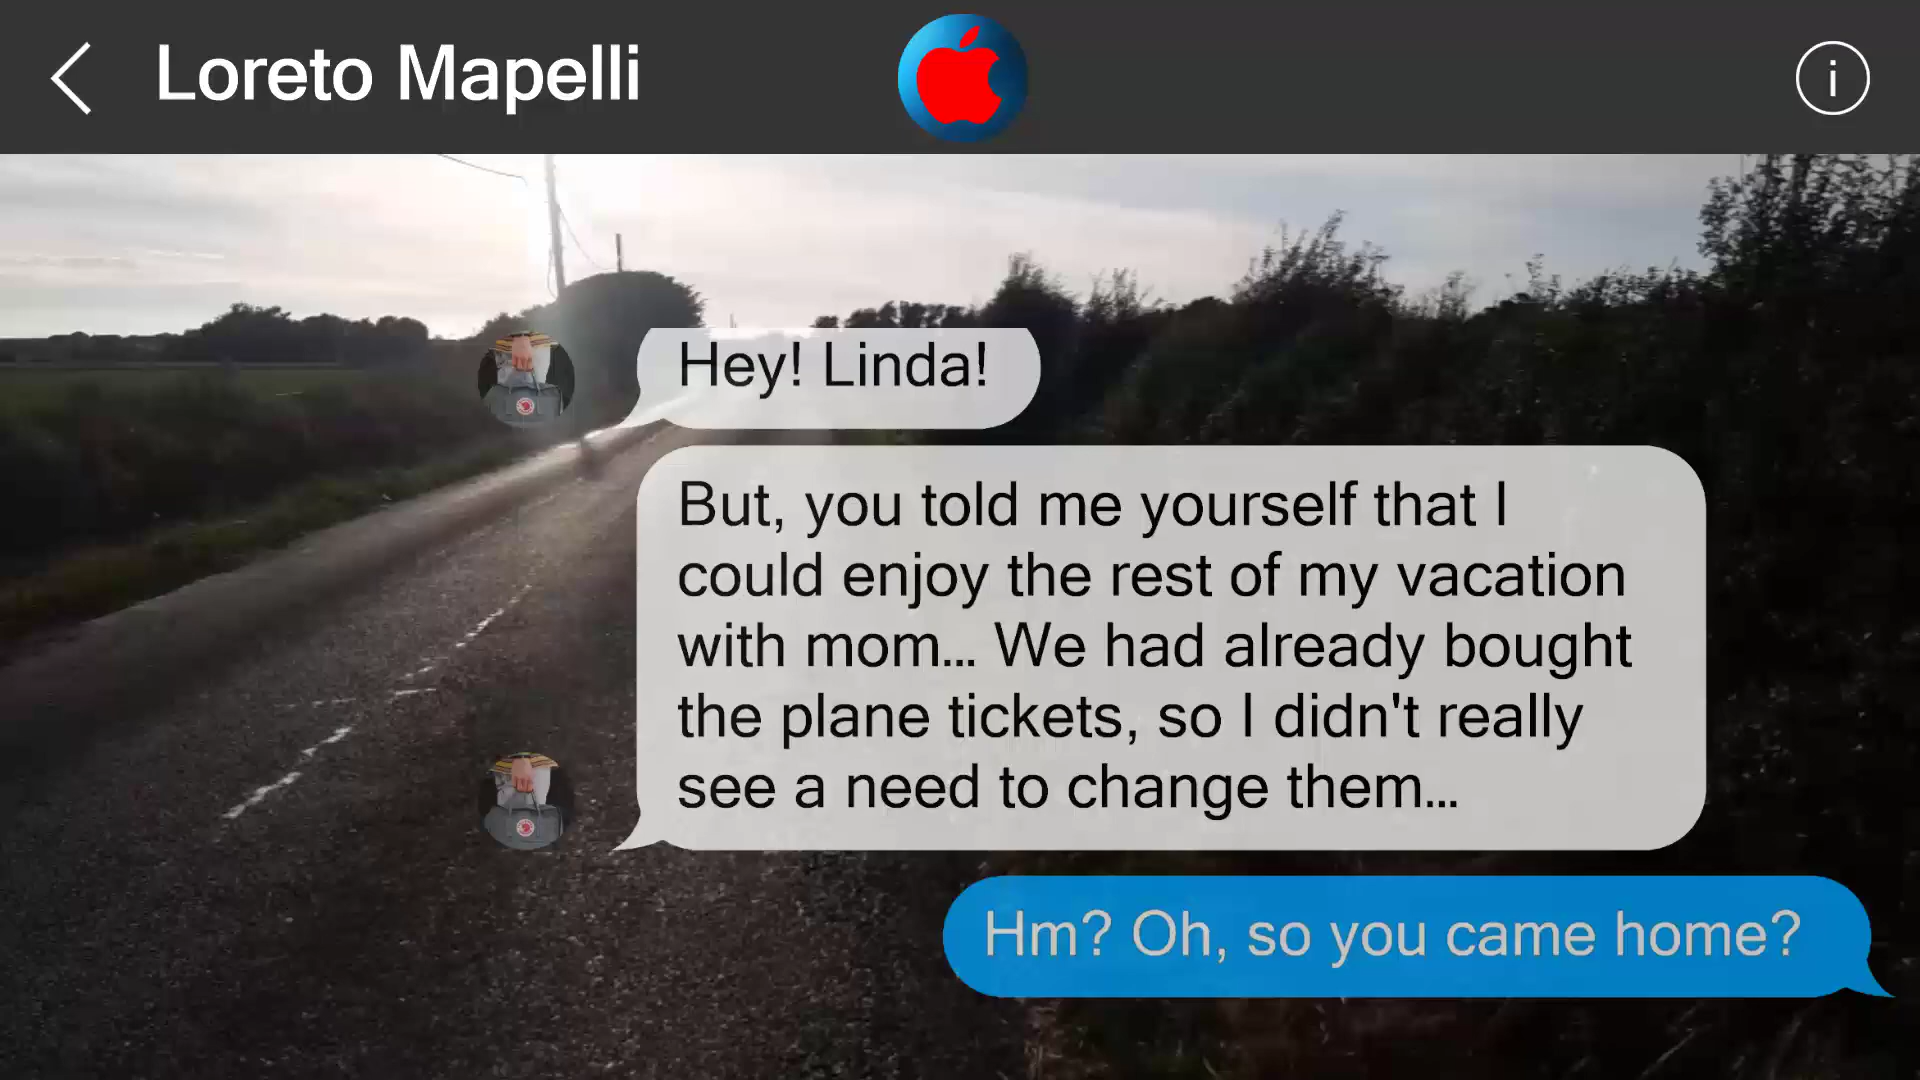 Loreto Mapelli
i
Hey! Linda!
But, you told me yourself that I
could enjoy the rest of my vacation
with mom... We had already bought
the plane tickets, so I didn't really
see a need to change them...
Hm? Oh, so you came home?